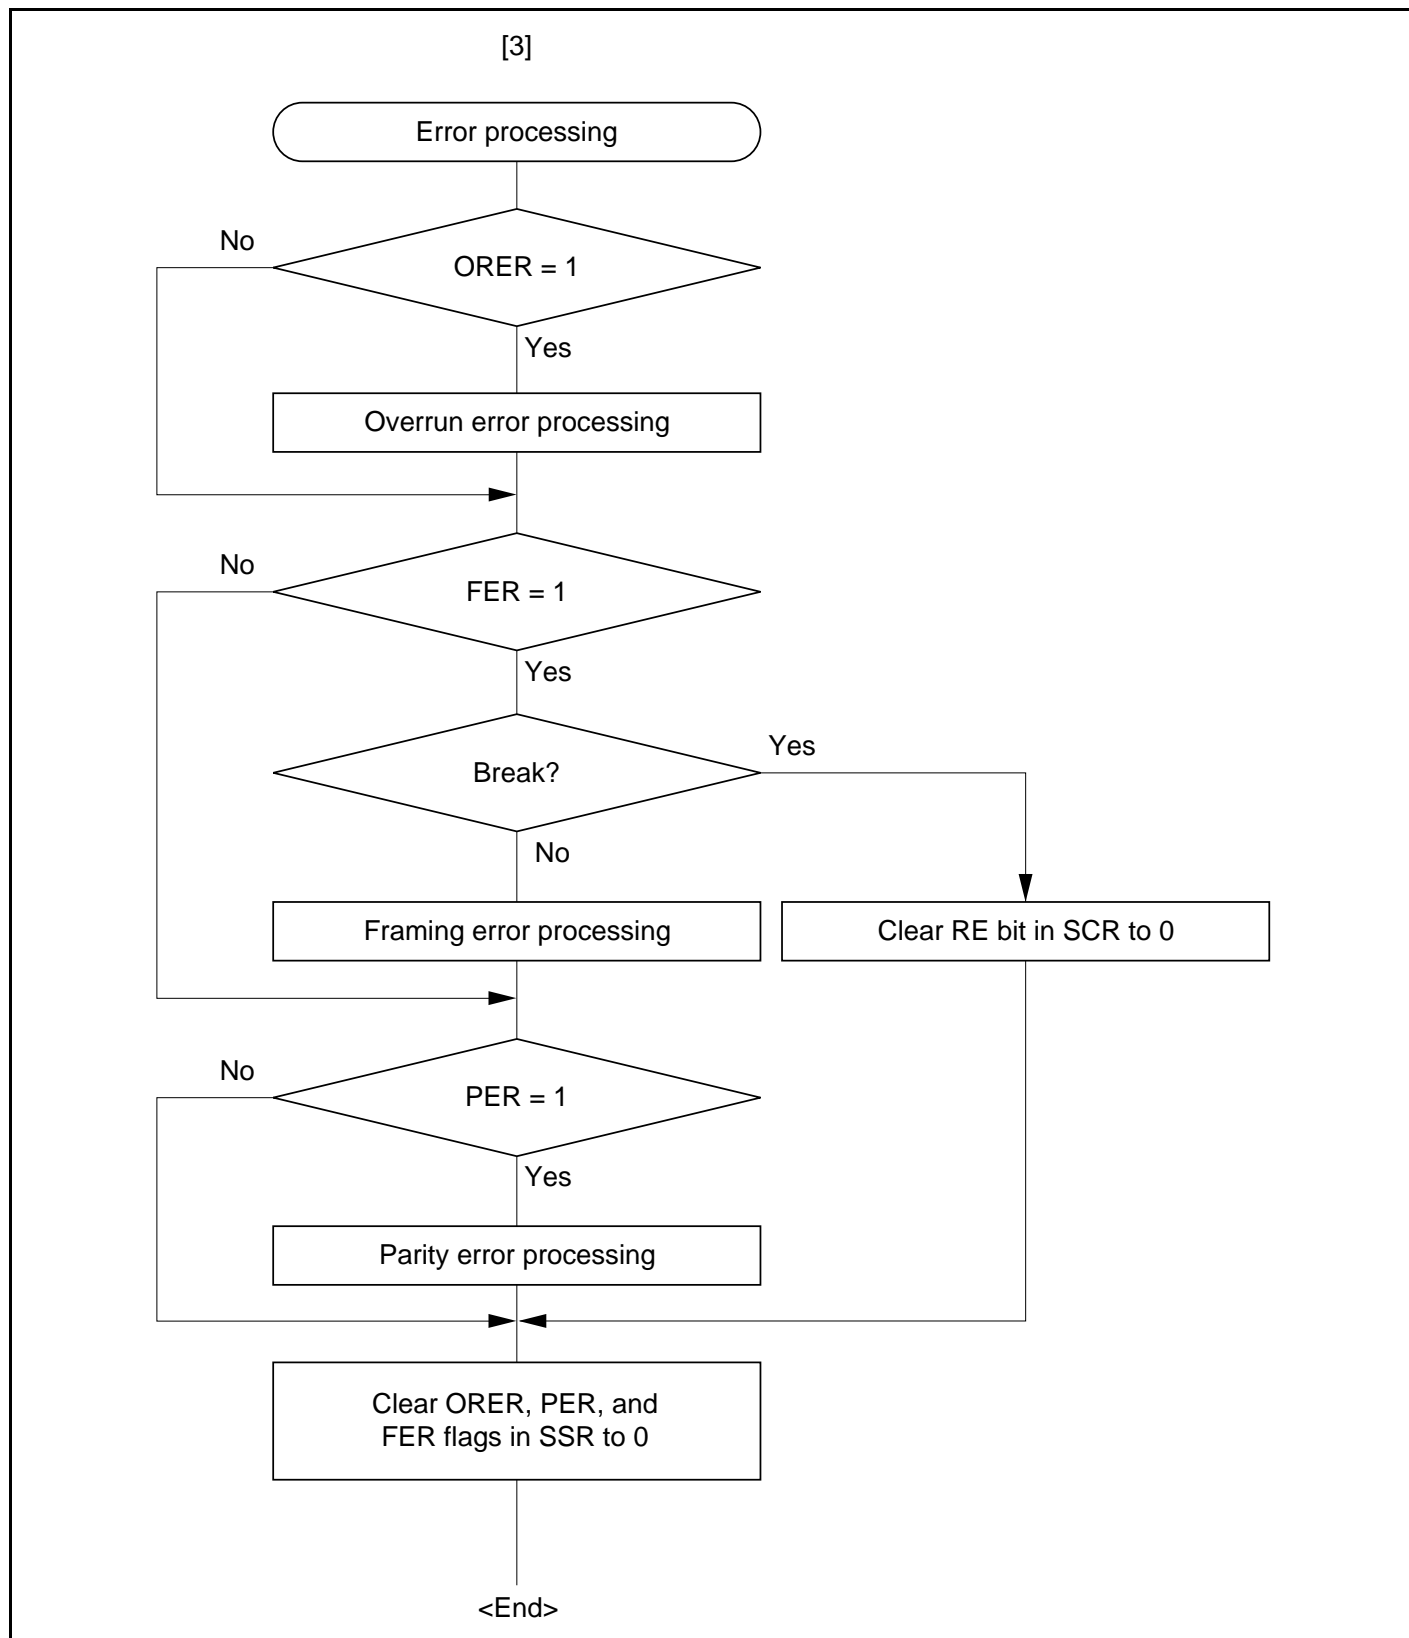 [3]
Error processing
No
ORER = 1
Yes
Overrun error processing
No
FER = 1
Yes
Break?
Yes
No
Framing error processing
Clear RE bit in SCR to 0
No
PER = 1
Yes
Parity error processing
Clear ORER, PER, and
FER flags in SSR to 0
<End>